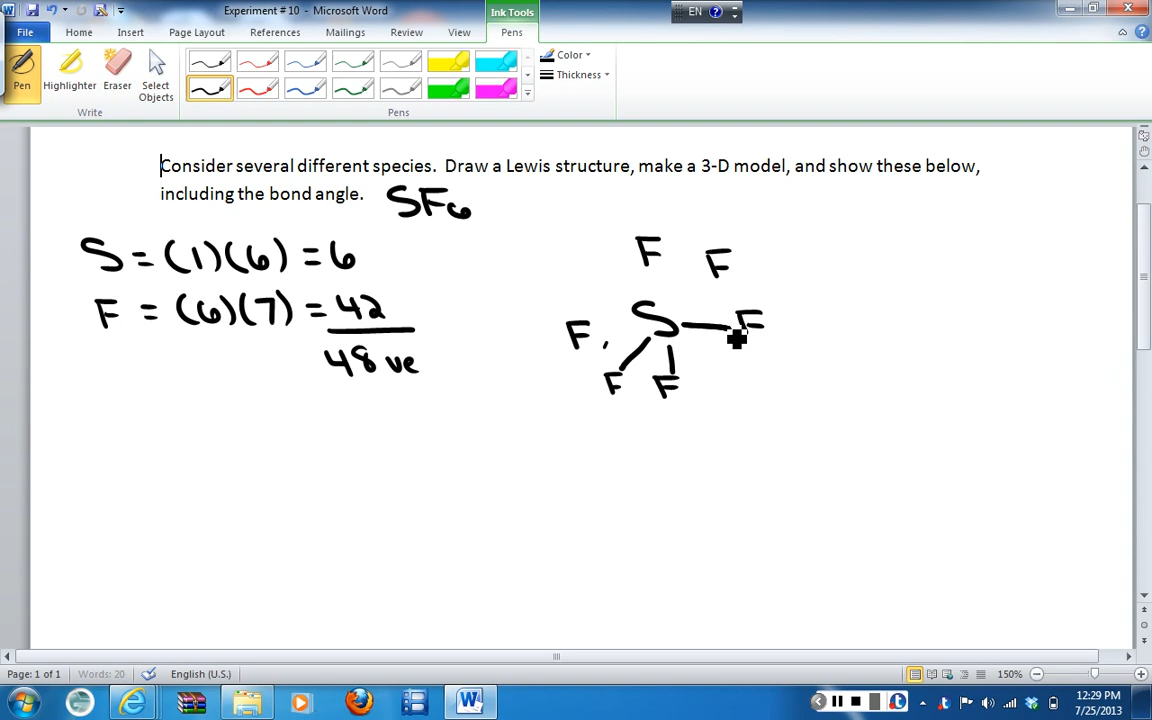 Experiment # 10 - Microsoft Word
Ink Tools
EN
File Home Insert Page Layout References Mailings Review View Pens
Pen Highlighter Eraser Select Objects
Color
Thickness
Write
Pens
Consider several different species. Draw a Lewis structure, make a 3-D model, and show these below,
including the bond angle. SF6
S = (1)(6) = 6
F = (6)(7) = 42
48 ve
F F
F S F
F F
Page: 1 of 1 Words: 20 English (U.S.) 150%
12:29 PM
7/25/2013